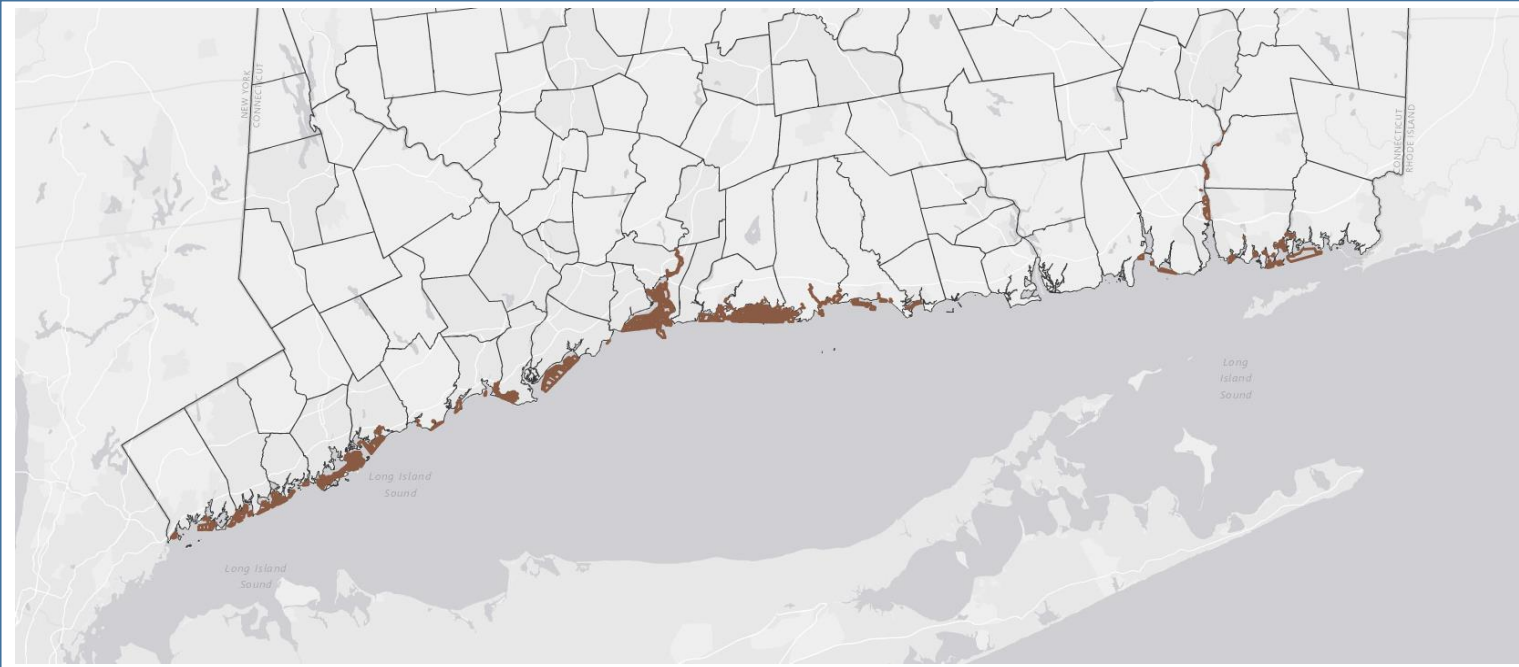 NEW YORK
CONNECTICUT
CONNECTICUT
RHODE ISLAND
Long
Island
Sound
Long Island
Sound
Long Island
Sound